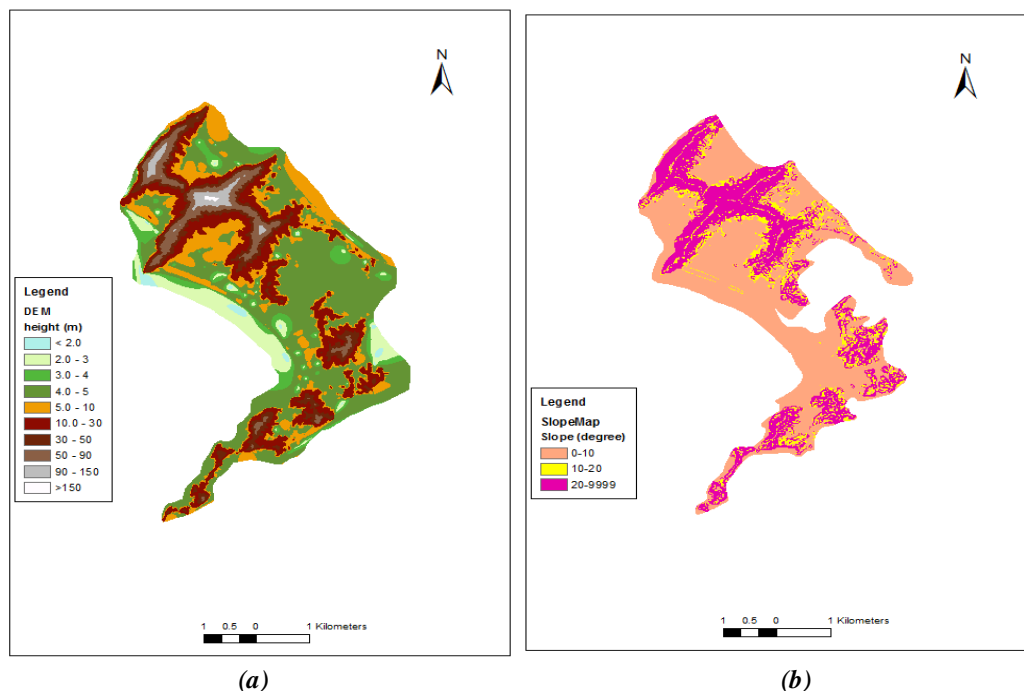 N
Legend
DEM
height (m)
< 2.0
2.0 - 3
3.0 - 4
4.0 - 5
5.0 - 10
10.0 - 30
30 - 50
50 - 90
90 - 150
>150
1 0.5 0 1 Kilometers
(a)
N
Legend
SlopeMap
Slope (degree)
0-10
10-20
20-9999
1 0.5 0 1 Kilometers
(b)